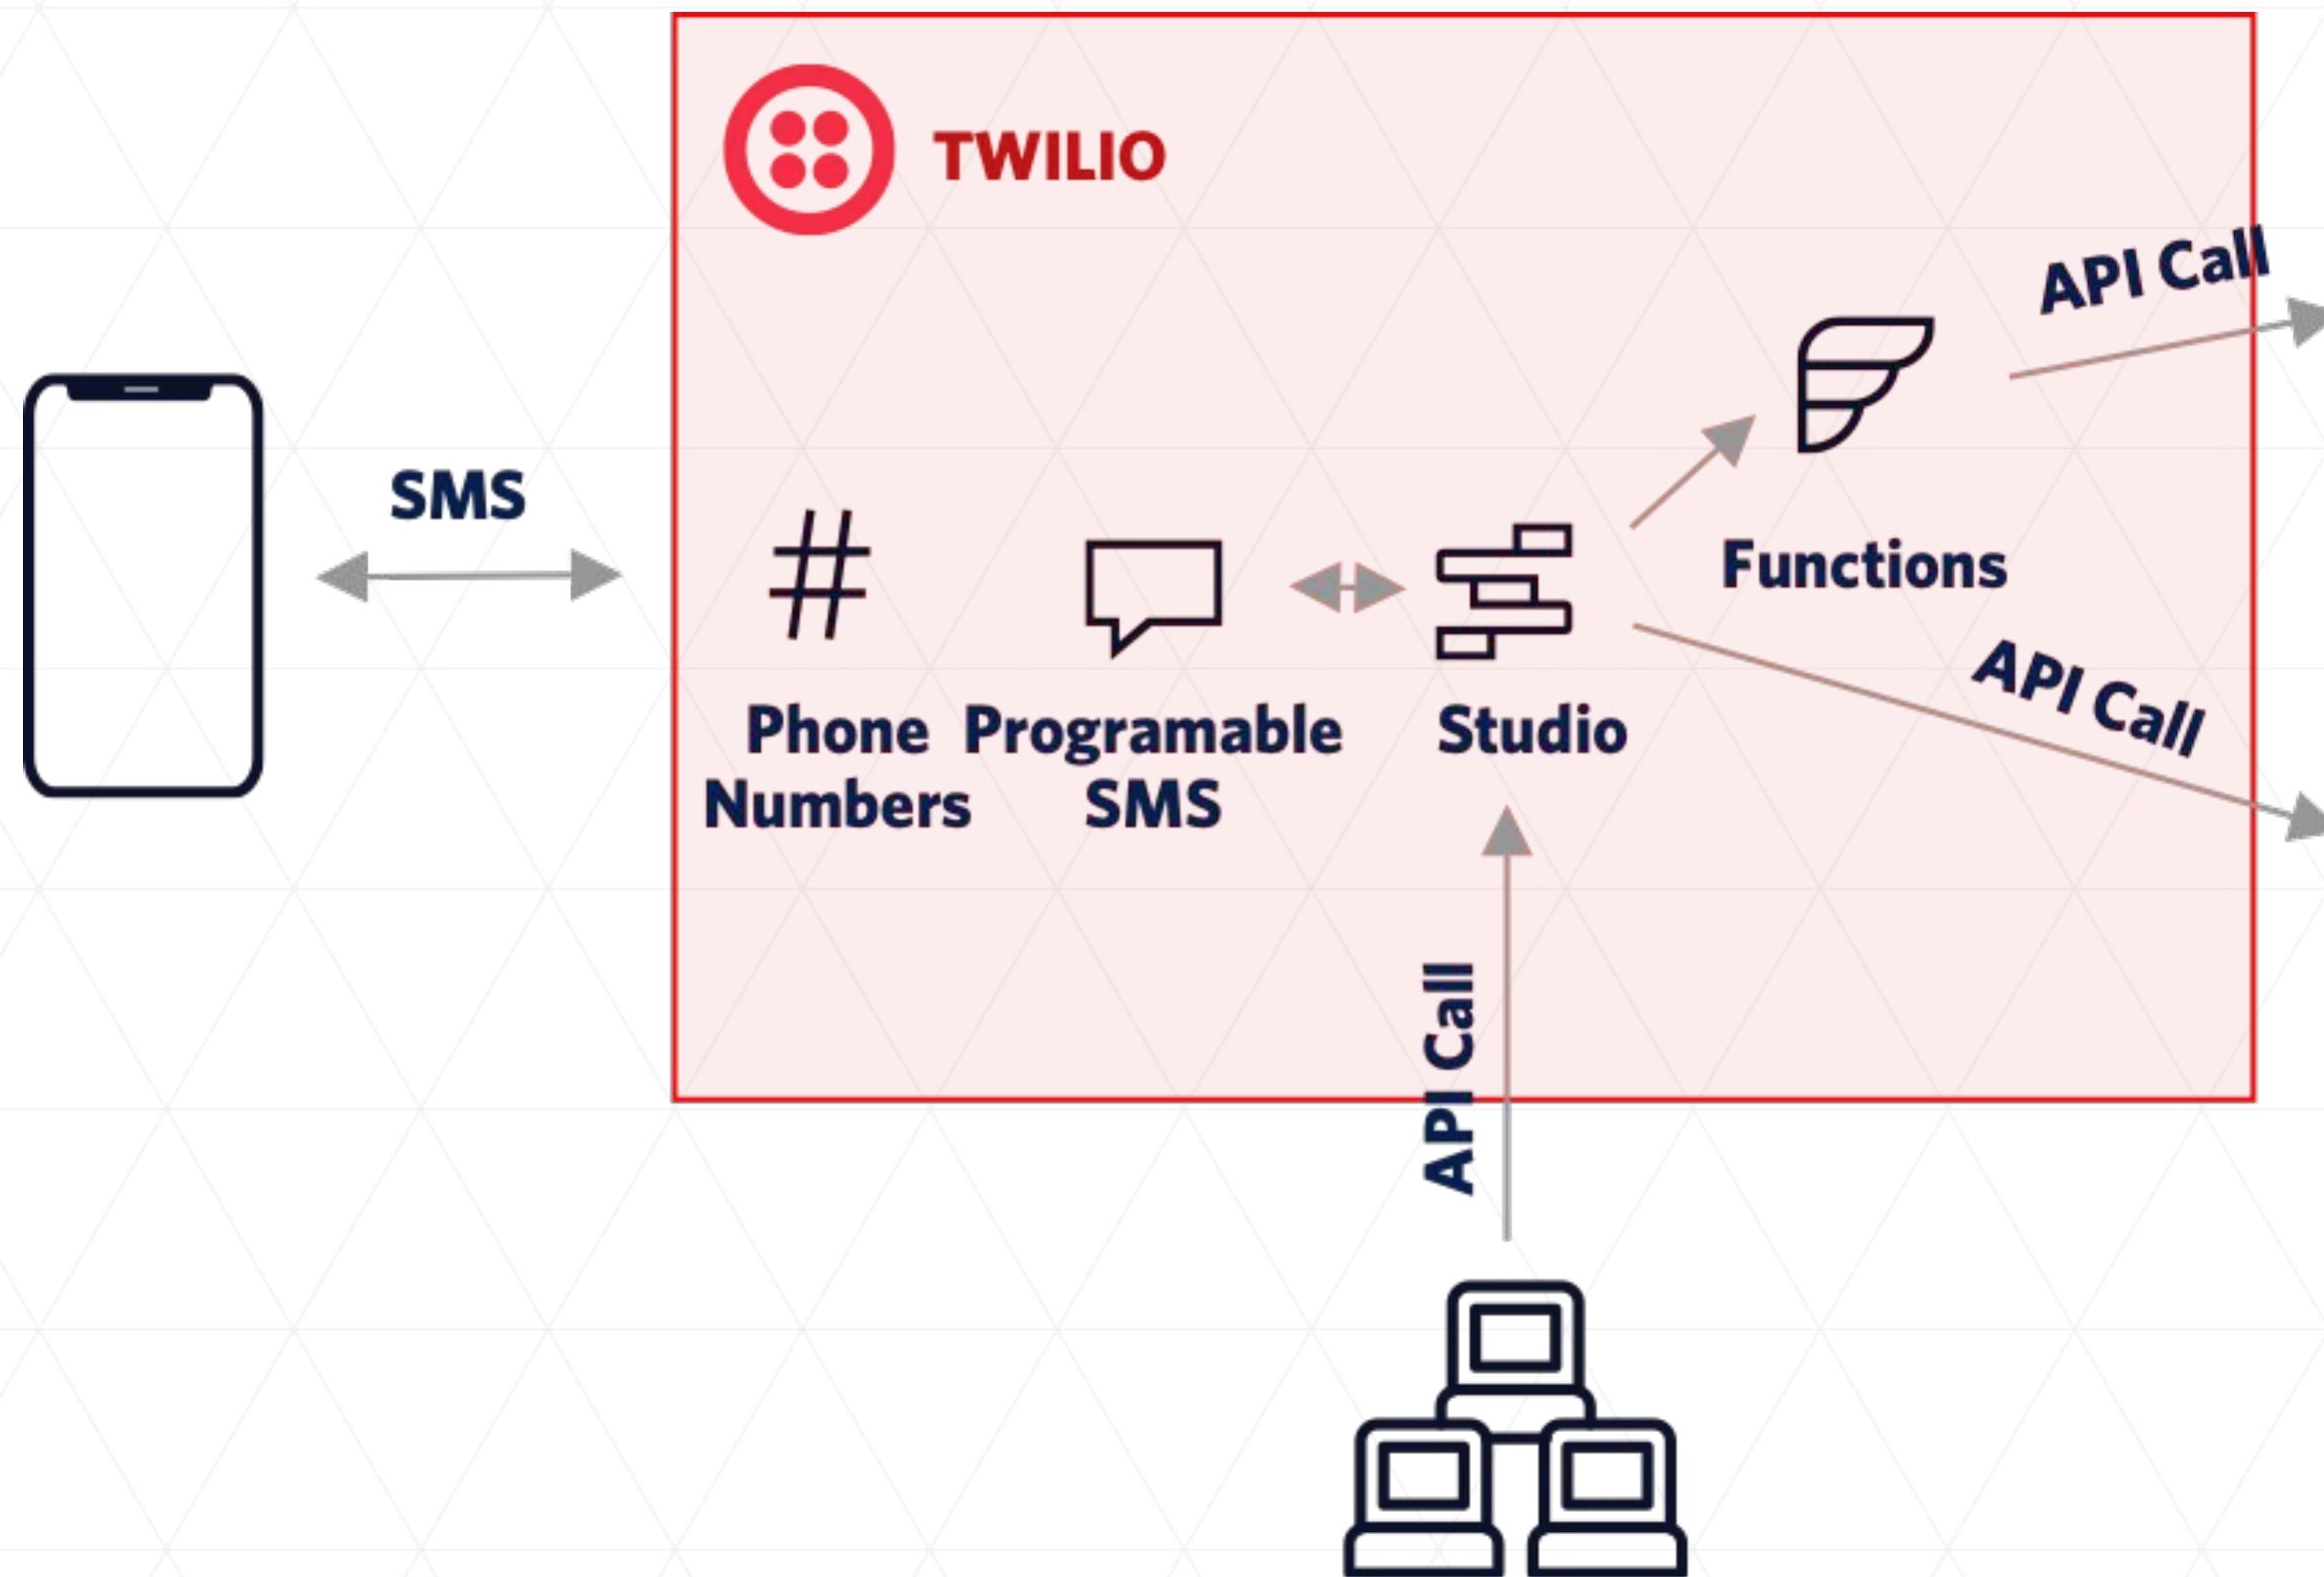 TWILIO
API Call
SMS
Functions
API Call
Phone
Numbers
Programable
SMS
Studio
API Call